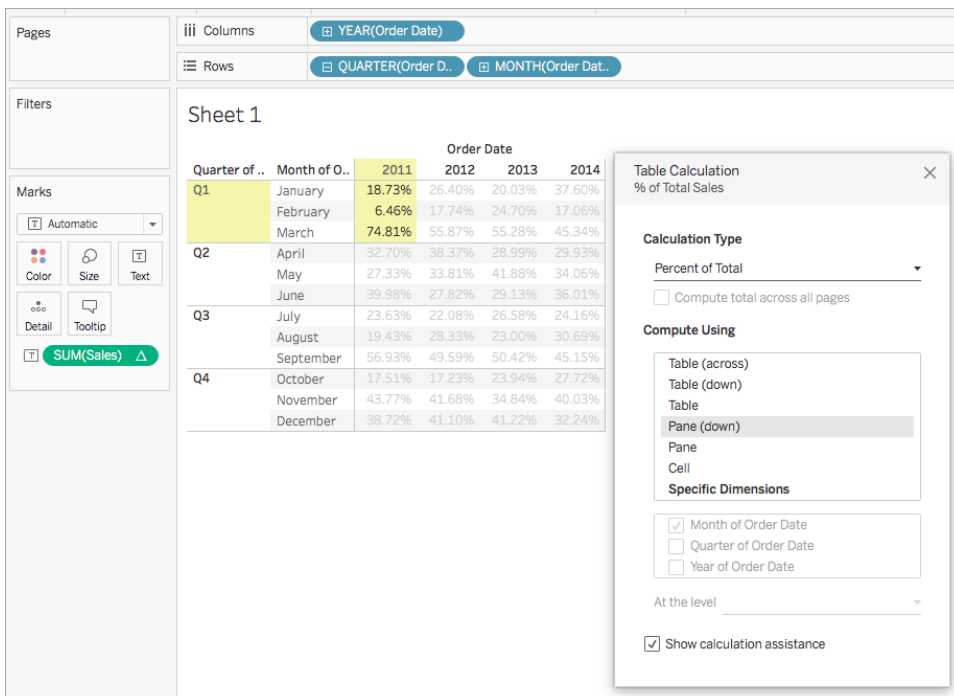 Pages
iii Columns
YEAR(Order Date)
Rows
QUARTER(Order D..
MONTH(Order Dat..
Filters
Sheet 1
Order Date
Quarter of .. Month of O.. 2011 2012 2013 2014
Q1 January 18.73% 26.40% 20.03% 37.60%
February 6.46% 17.74% 24.70% 17.06%
March 74.81% 55.87% 55.28% 45.34%
Q2 April 32.70% 38.37% 28.99% 29.93%
May 27.33% 33.81% 41.88% 34.06%
June 39.98% 27.82% 29.13% 36.01%
Q3 July 23.63% 22.08% 26.58% 24.16%
August 19.43% 28.33% 23.00% 30.69%
September 56.93% 49.59% 50.42% 45.15%
Q4 October 17.51% 17.23% 23.94% 27.72%
November 43.77% 41.68% 34.84% 40.03%
December 38.72% 41.10% 41.22% 32.24%
Marks
T Automatic
Color Size Text
Detail Tooltip
T SUM(Sales) Δ
Table Calculation
% of Total Sales
Calculation Type
Percent of Total
Compute total across all pages
Compute Using
Table (across)
Table (down)
Table
Pane (down)
Pane
Cell
Specific Dimensions
Month of Order Date
Quarter of Order Date
Year of Order Date
At the level
Show calculation assistance